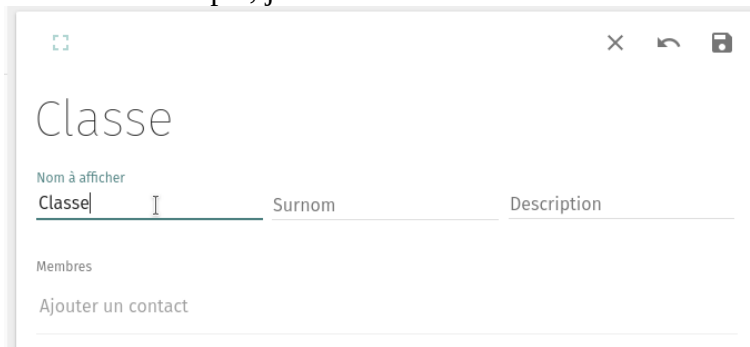 Classe
Nom à afficher
Classe Surnom Description
Membres
Ajouter un contact